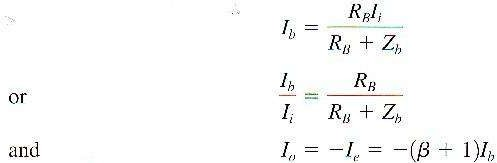 I_b = R_B I_i / (R_B + Z_b)
or I_b / I_i = R_B / (R_B + Z_b)
and I_o = −I_e = −(β + 1)I_b